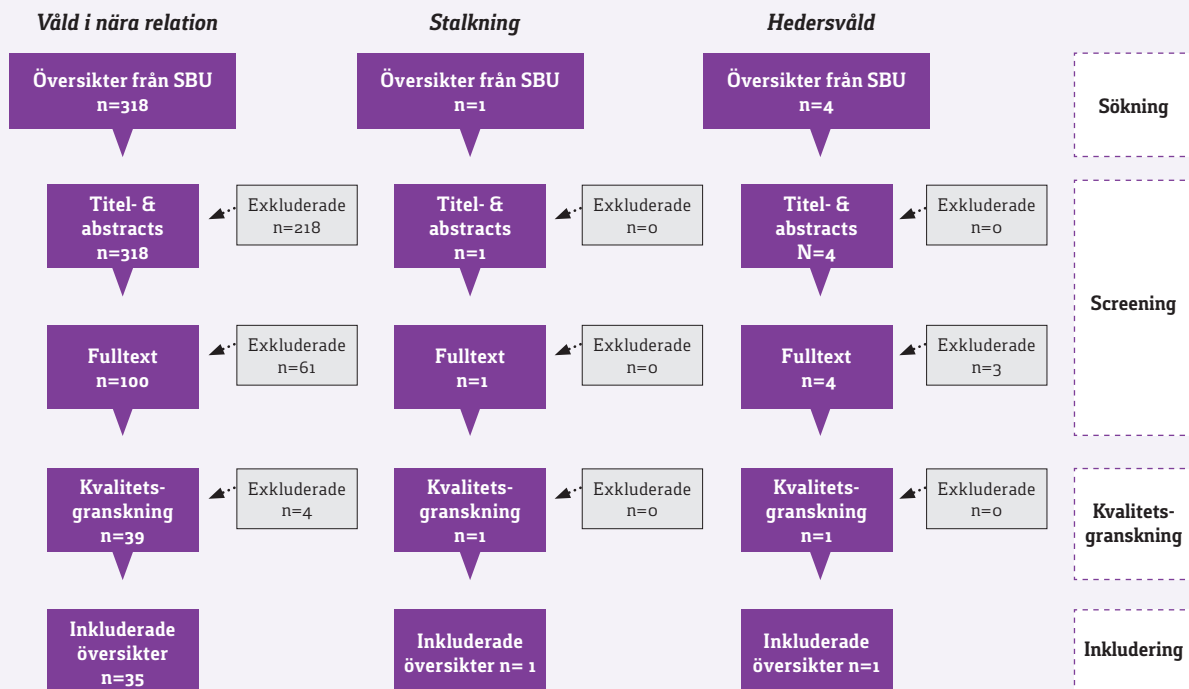 Våld i nära relation
Stalkning
Hedersvåld
Översikter från SBU
n=318
Översikter från SBU
n=1
Översikter från SBU
n=4
Sökning
Titel- &
abstracts
n=318
Exkluderade
n=218
Titel- &
abstracts
n=1
Exkluderade
n=0
Titel- &
abstracts
N=4
Exkluderade
n=0
Screening
Fulltext
n=100
Exkluderade
n=61
Fulltext
n=1
Exkluderade
n=0
Fulltext
n=4
Exkluderade
n=3
Kvalitets-
granskning
n=39
Exkluderade
n=4
Kvalitets-
granskning
n=1
Exkluderade
n=0
Kvalitets-
granskning
n=1
Exkluderade
n=0
Kvalitets-
granskning
Inkluderade
översikter
n=35
Inkluderade
översikter n= 1
Inkluderade
översikter n=1
Inkludering